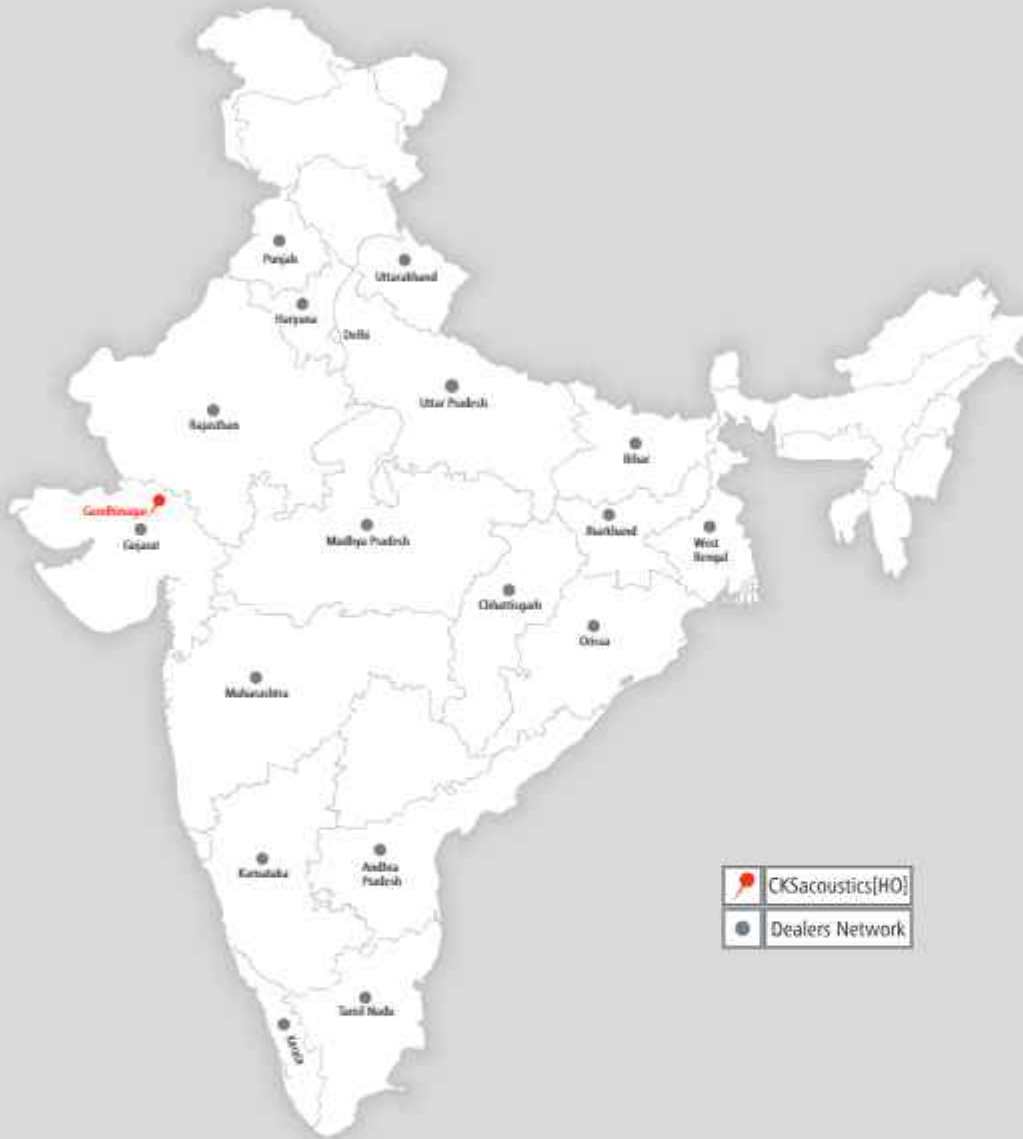 Punjab
Uttarakhand
Haryana
Delhi
Uttar Pradesh
Rajasthan
Bihar
Gandhinagar
Gujarat
Madhya Pradesh
Jharkhand
West
Bengal
Chhattisgarh
Orissa
Maharashtra
Karnataka
Andhra
Pradesh
Tamil Nadu
Kerala
CKSacoustics[HO]
Dealers Network